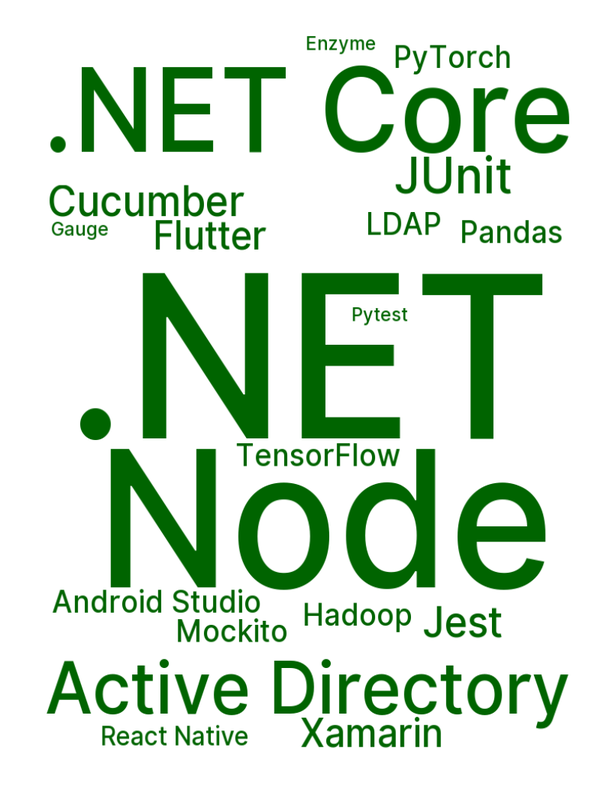 Enzyme
PyTorch
.NET Core
JUnit
Cucumber
LDAP
Gauge
Flutter
Pandas
.NET
Pytest
TensorFlow
Node
Android Studio
Hadoop
Jest
Mockito
Active Directory
React Native
Xamarin